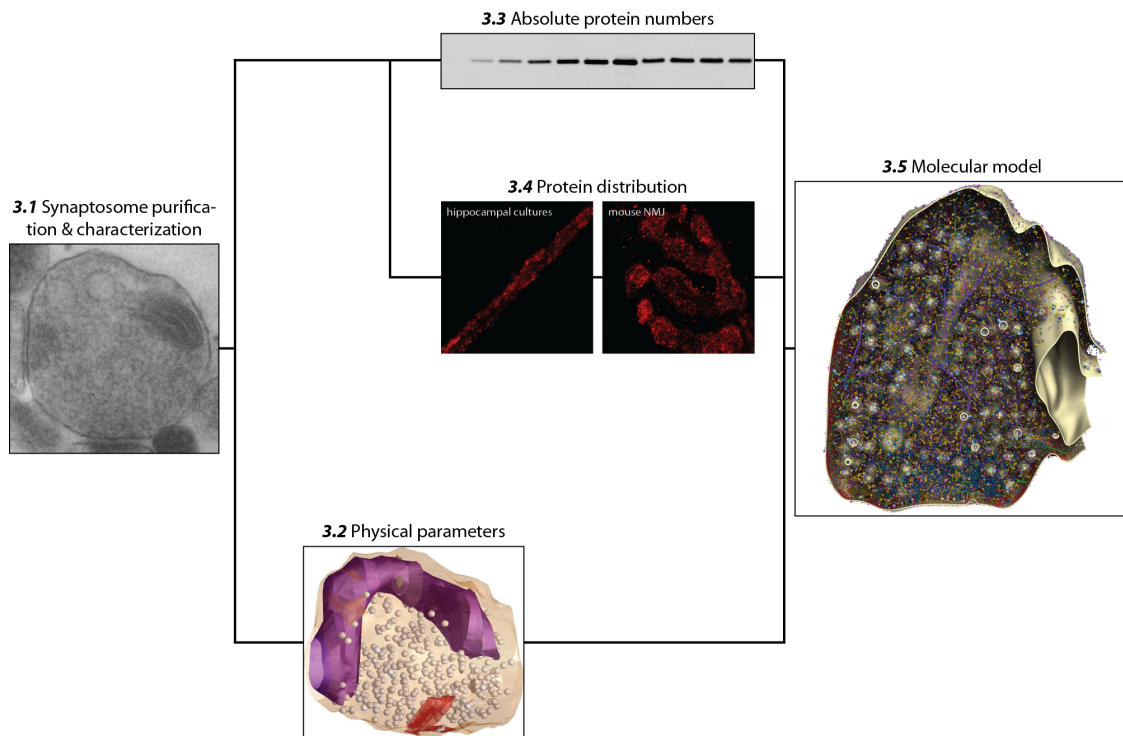 3.3 Absolute protein numbers
3.4 Protein distribution
hippocampal cultures
mouse NMJ
3.5 Molecular model
3.1 Synaptosome purifica-
tion & characterization
3.2 Physical parameters